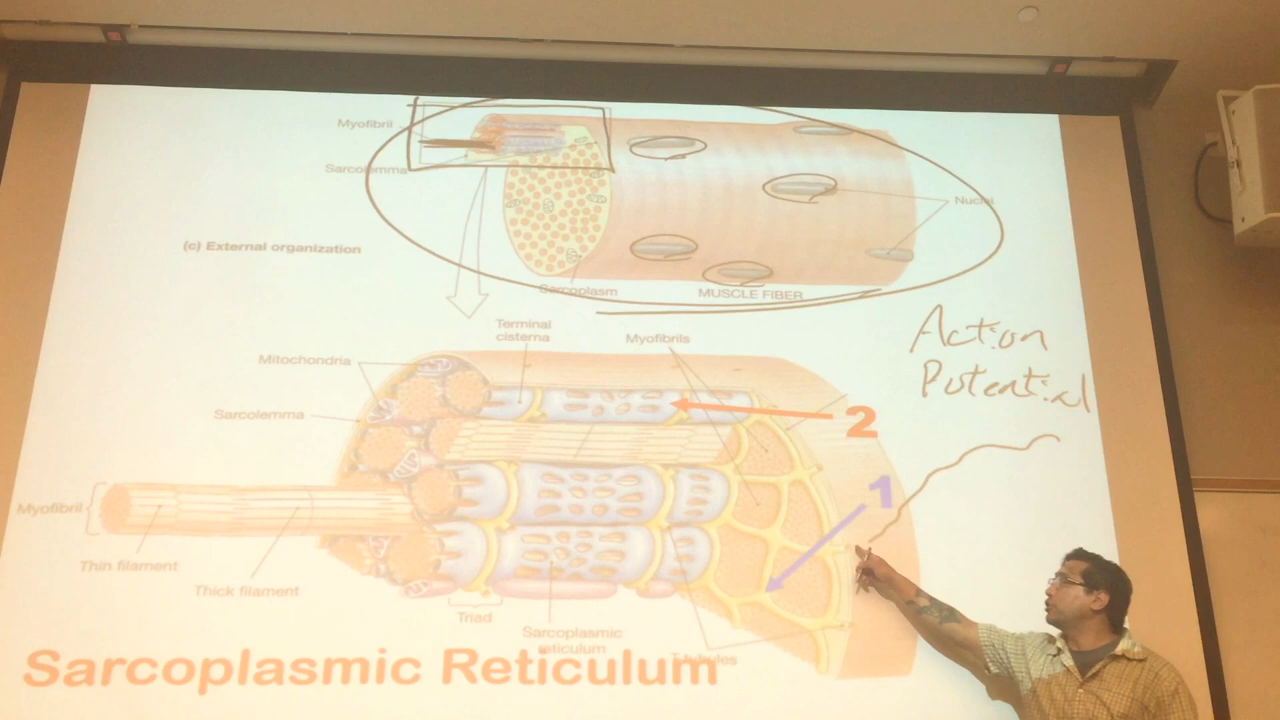 Myofibril
Sarcolemma
Nuclei
(c) External organization
Sarcoplasm
MUSCLE FIBER
Action
Potential
Terminal
cisterna
Myofibrils
Mitochondria
Sarcolemma
2
1
Myofibril
Thin filament
Thick filament
Triad
Sarcoplasmic
reticulum
T tubules
Sarcoplasmic Reticulum